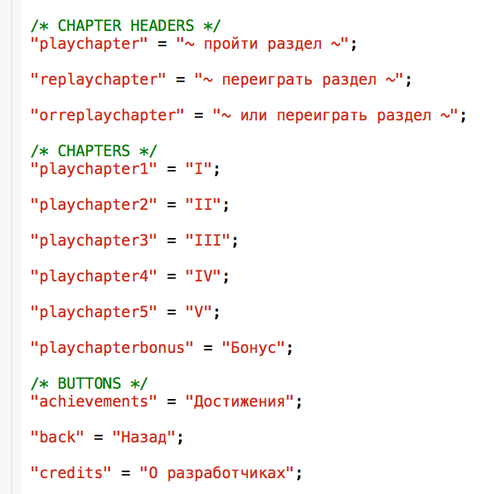 /* CHAPTER HEADERS */
"playchapter" = "~ пройти раздел ~";
"replaychapter" = "~ переиграть раздел ~";
"orreplaychapter" = "~ или переиграть раздел ~";
/* CHAPTERS */
"playchapter1" = "I";
"playchapter2" = "II";
"playchapter3" = "III";
"playchapter4" = "IV";
"playchapter5" = "V";
"playchapterbonus" = "Бонус";
/* BUTTONS */
"achievements" = "Достижения";
"back" = "Назад";
"credits" = "О разработчиках";